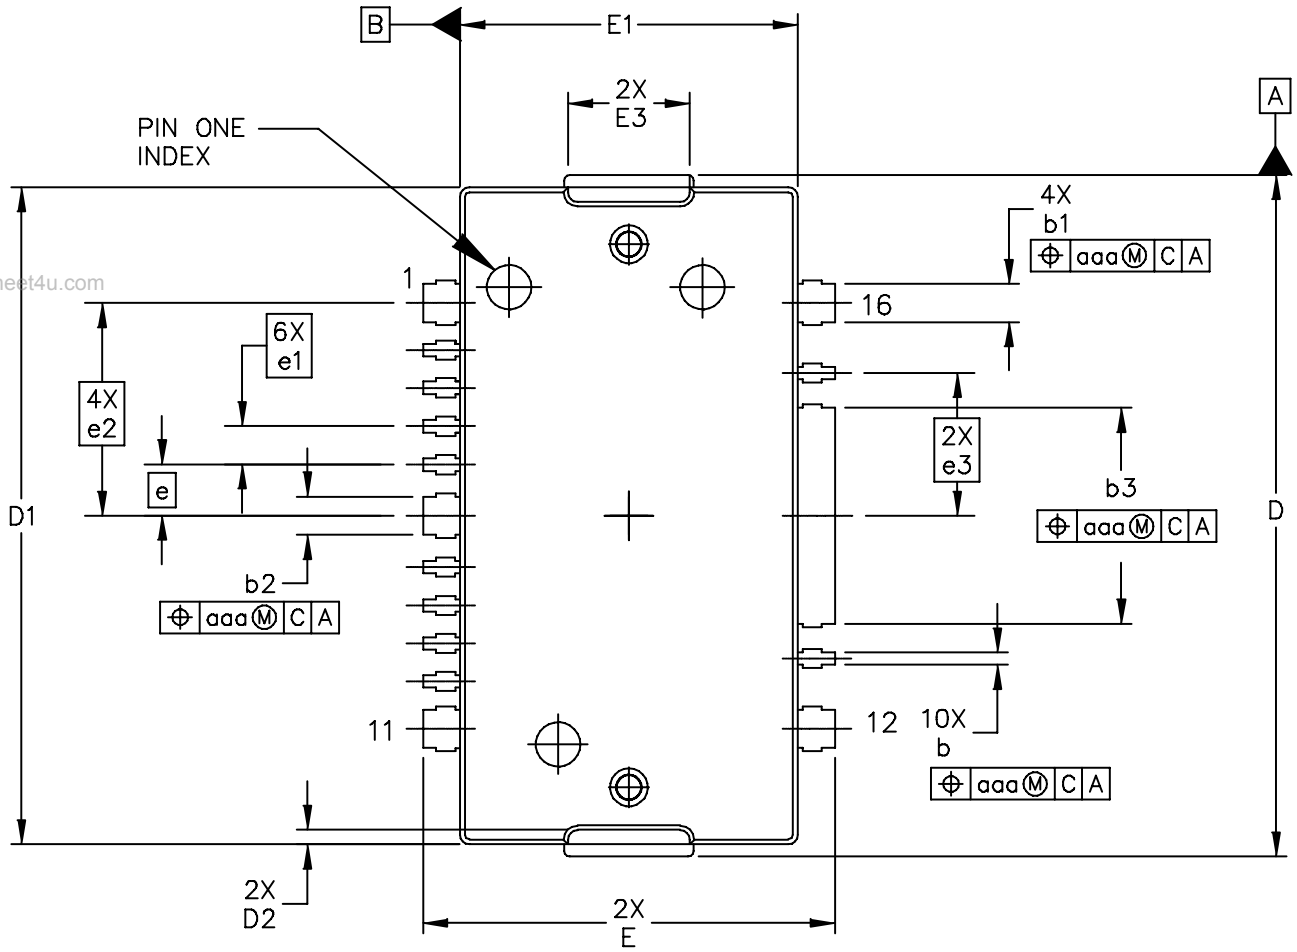 B
E1
2X
E3
A
PIN ONE
INDEX
4X
b1
⌖ aaa Ⓜ C A
neet4u.com
1
16
6X
e1
4X
e2
2X
e3
e
b3
D1
D
⌖ aaa Ⓜ C A
b2
⌖ aaa Ⓜ C A
11
12
10X
b
⌖ aaa Ⓜ C A
2X
D2
2X
E